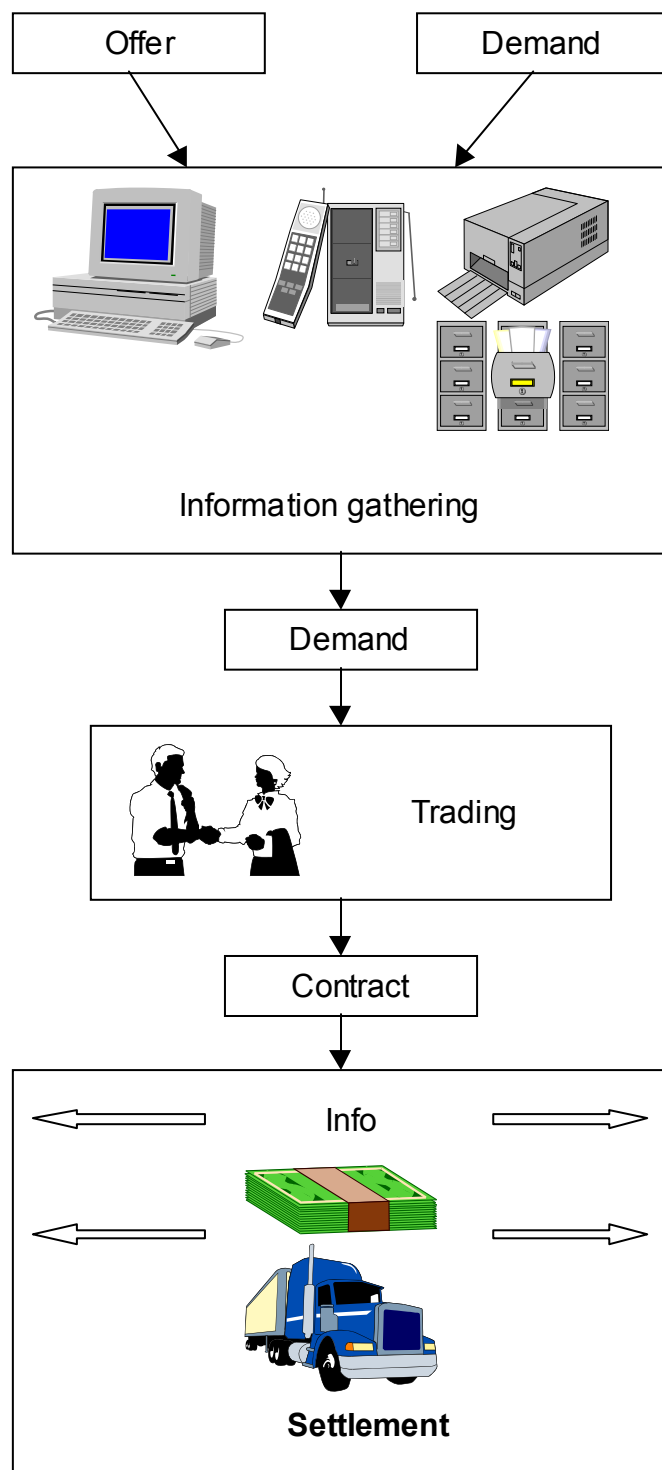 Offer
Demand
Information gathering
Demand
Trading
Contract
Info
Settlement